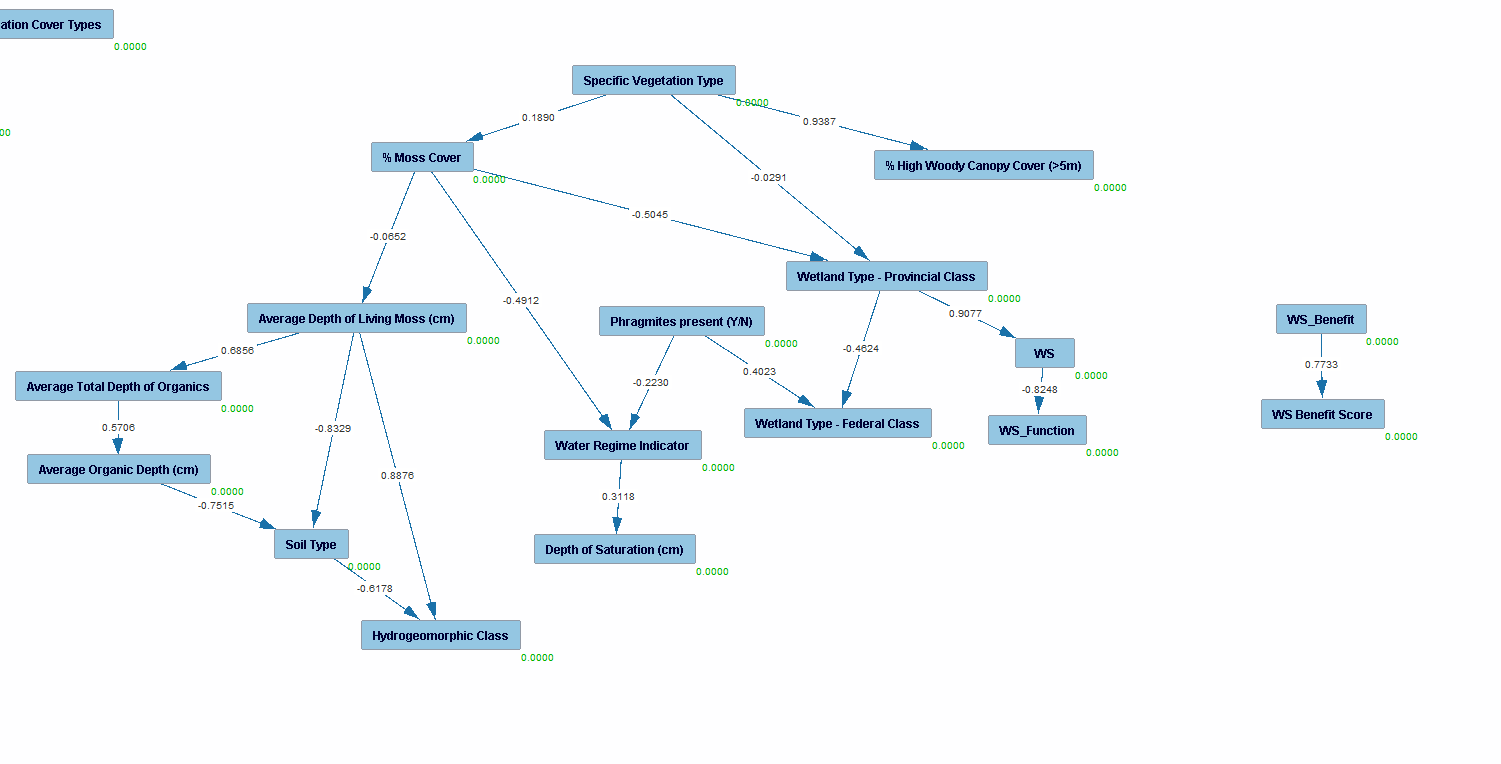 ation Cover Types
0.0000
Specific Vegetation Type
0.0000
0.1890
0.9387
00
% Moss Cover
0.0000
% High Woody Canopy Cover (>5m)
0.0000
-0.0291
-0.5045
-0.0652
Wetland Type - Provincial Class
0.0000
-0.4912
0.9077
Average Depth of Living Moss (cm)
0.0000
Phragmites present (Y/N)
0.0000
WS_Benefit
0.0000
0.6856
-0.4624
WS
0.0000
0.7733
Average Total Depth of Organics
0.0000
-0.2230
0.4023
-0.8248
0.5706
-0.8329
Wetland Type - Federal Class
0.0000
WS_Function
0.0000
WS Benefit Score
0.0000
Water Regime Indicator
0.0000
Average Organic Depth (cm)
0.0000
0.8876
-0.7515
0.3118
Soil Type
0.0000
Depth of Saturation (cm)
0.0000
-0.6178
Hydrogeomorphic Class
0.0000